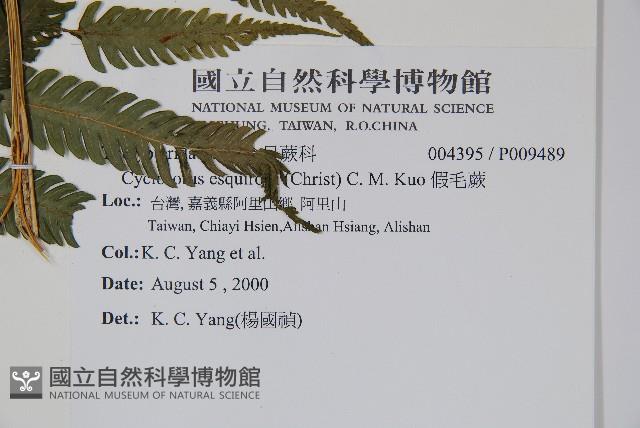 國立自然科學博物館
NATIONAL MUSEUM OF NATURAL SCIENCE
TAIWAN, R.O.CHINA
蕨科 004395 / P009489
(Christ) C. M. Kuo 假毛蕨
Loc.: 台灣, 嘉義縣阿里山鄉, 阿里山
Taiwan, Chiayi Hsien,Alishan Hsiang, Alishan
Col.: K. C. Yang et al.
Date: August 5 , 2000
Det.: K. C. Yang(楊國禎)
國立自然科學博物館
NATIONAL MUSEUM OF NATURAL SCIENCE